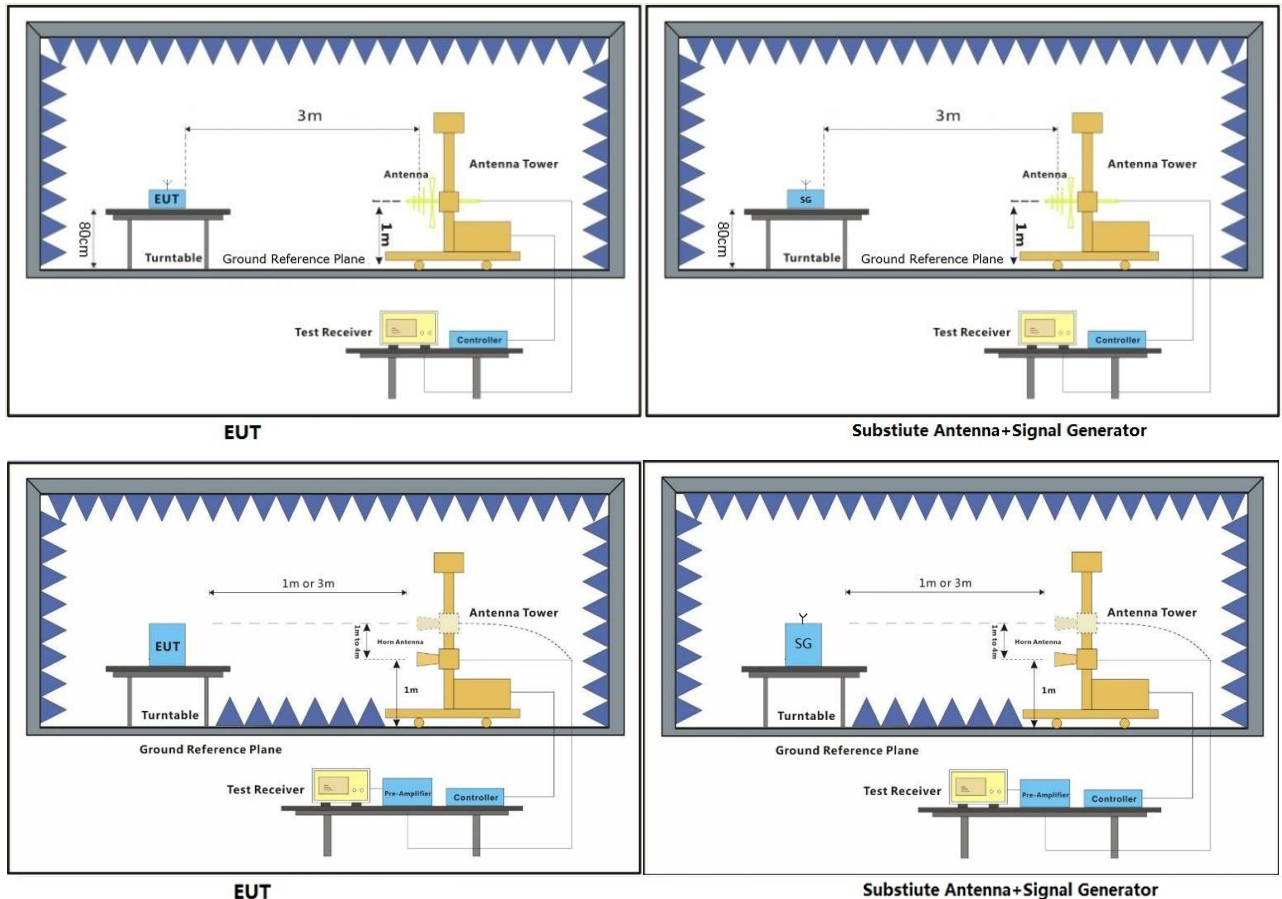 3m
Antenna Tower
Antenna
EUT
80cm
1m
Turntable
Ground Reference Plane
Test Receiver
Controller
EUT
3m
Antenna Tower
Antenna
SG
80cm
1m
Turntable
Ground Reference Plane
Test Receiver
Controller
Substiute Antenna+Signal Generator
1m or 3m
Antenna Tower
1m to 4m
Horn Antenna
EUT
1m
Turntable
Ground Reference Plane
Test Receiver
Pre-Amplifier
Controller
EUT
1m or 3m
Antenna Tower
1m to 4m
Horn Antenna
SG
1m
Turntable
Ground Reference Plane
Test Receiver
Pre-Amplifier
Controller
Substiute Antenna+Signal Generator